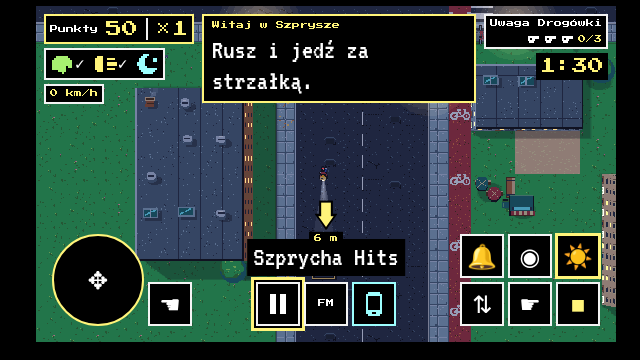 Punkty 50 x1
Witaj w Szprysze
Rusz i jedź za
strzałką.
Uwaga Drogówki
0/3
1:30
0 km/h
6 m
Szprycha Hits
FM